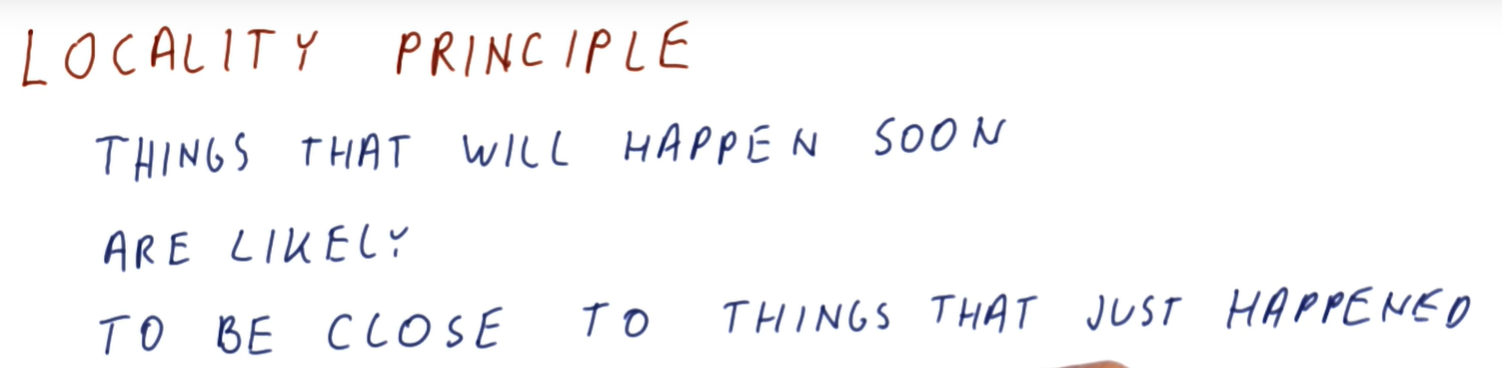 LOCALITY PRINCIPLE
THINGS THAT WILL HAPPEN SOON
ARE LIKELY
TO BE CLOSE TO THINGS THAT JUST HAPPENED